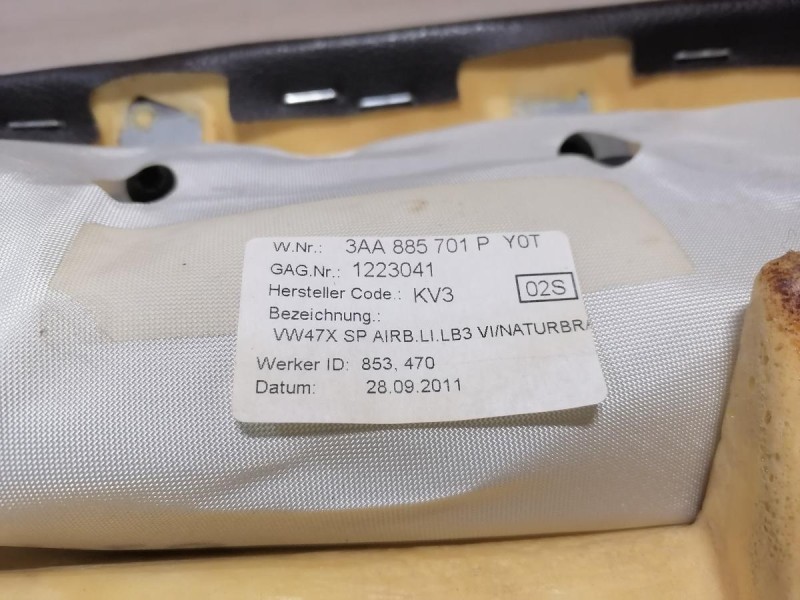 W.Nr.: 3AA 885 701 P Y0T
GAG.Nr.: 1223041
Hersteller Code.: KV3 02S
Bezeichnung.:
VW47X SP AIRB.LI.LB3 VI/NATURBRA
Werker ID: 853, 470
Datum: 28.09.2011